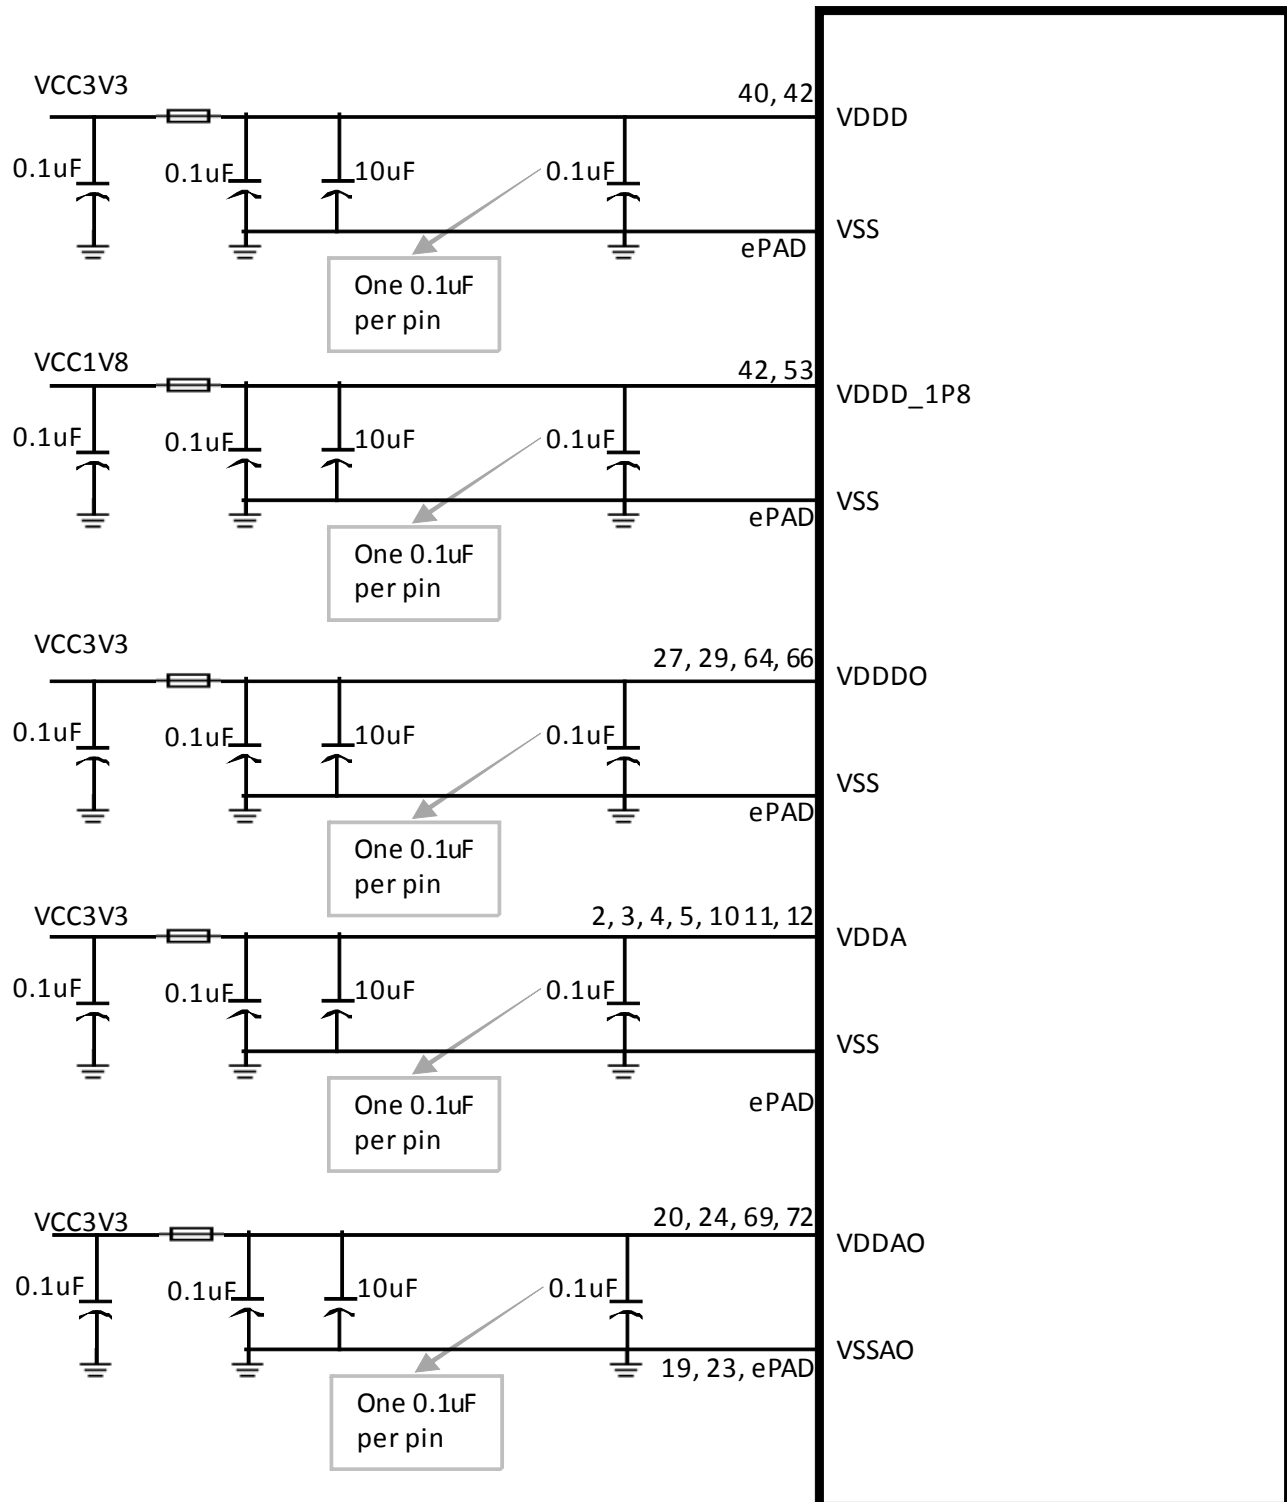 VCC3V3
40, 42
VDDD
0.1uF
0.1uF
10uF
0.1uF
VSS
ePAD
One 0.1uF
per pin
VCC1V8
42, 53
VDDD_1P8
0.1uF
0.1uF
10uF
0.1uF
VSS
ePAD
One 0.1uF
per pin
VCC3V3
27, 29, 64, 66
VDDDO
0.1uF
0.1uF
10uF
0.1uF
VSS
ePAD
One 0.1uF
per pin
VCC3V3
2, 3, 4, 5, 10 11, 12
VDDA
0.1uF
0.1uF
10uF
0.1uF
VSS
ePAD
One 0.1uF
per pin
VCC3V3
20, 24, 69, 72
VDDAO
0.1uF
0.1uF
10uF
0.1uF
VSSAO
19, 23, ePAD
One 0.1uF
per pin